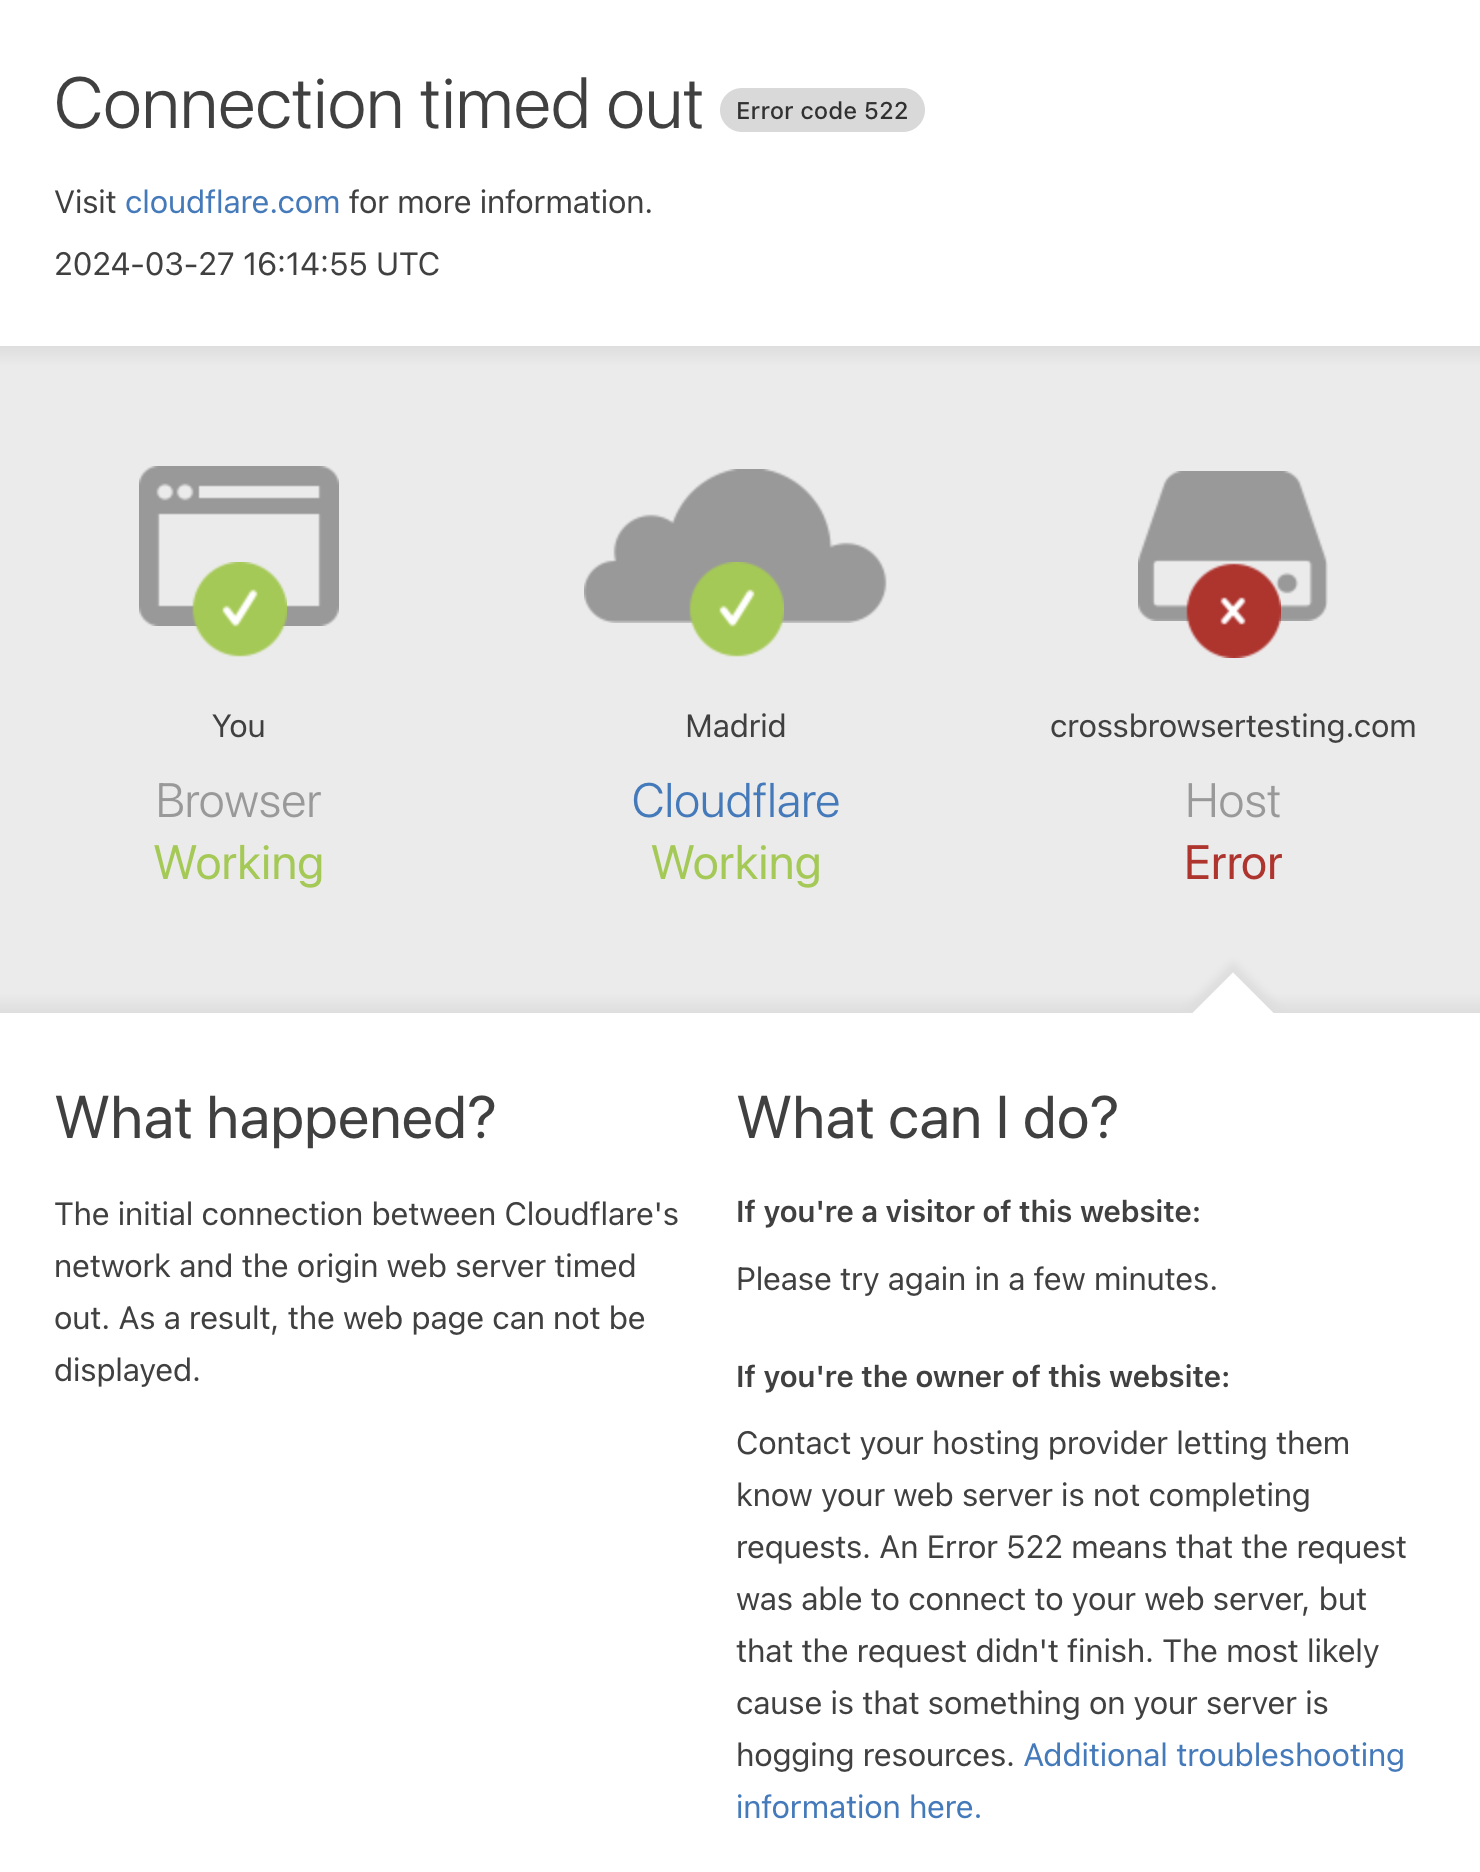 Connection timed out Error code 522
Visit cloudflare.com for more information.
2024-03-27 16:14:55 UTC
You
Browser
Working
Madrid
Cloudflare
Working
crossbrowsertesting.com
Host
Error
What happened?
The initial connection between Cloudflare's
network and the origin web server timed
out. As a result, the web page can not be
displayed.
What can I do?
If you're a visitor of this website:
Please try again in a few minutes.
If you're the owner of this website:
Contact your hosting provider letting them
know your web server is not completing
requests. An Error 522 means that the request
was able to connect to your web server, but
that the request didn't finish. The most likely
cause is that something on your server is
hogging resources. Additional troubleshooting
information here.